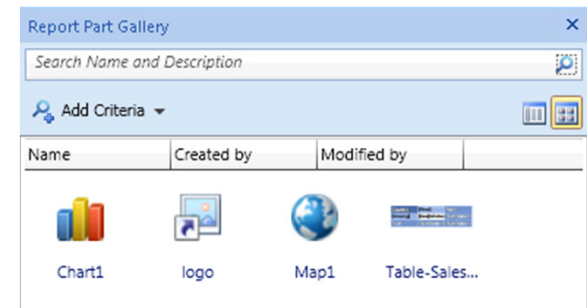 Report Part Gallery
Search Name and Description
Add Criteria
Name Created by Modified by
Chart1 logo Map1 Table-Sales...